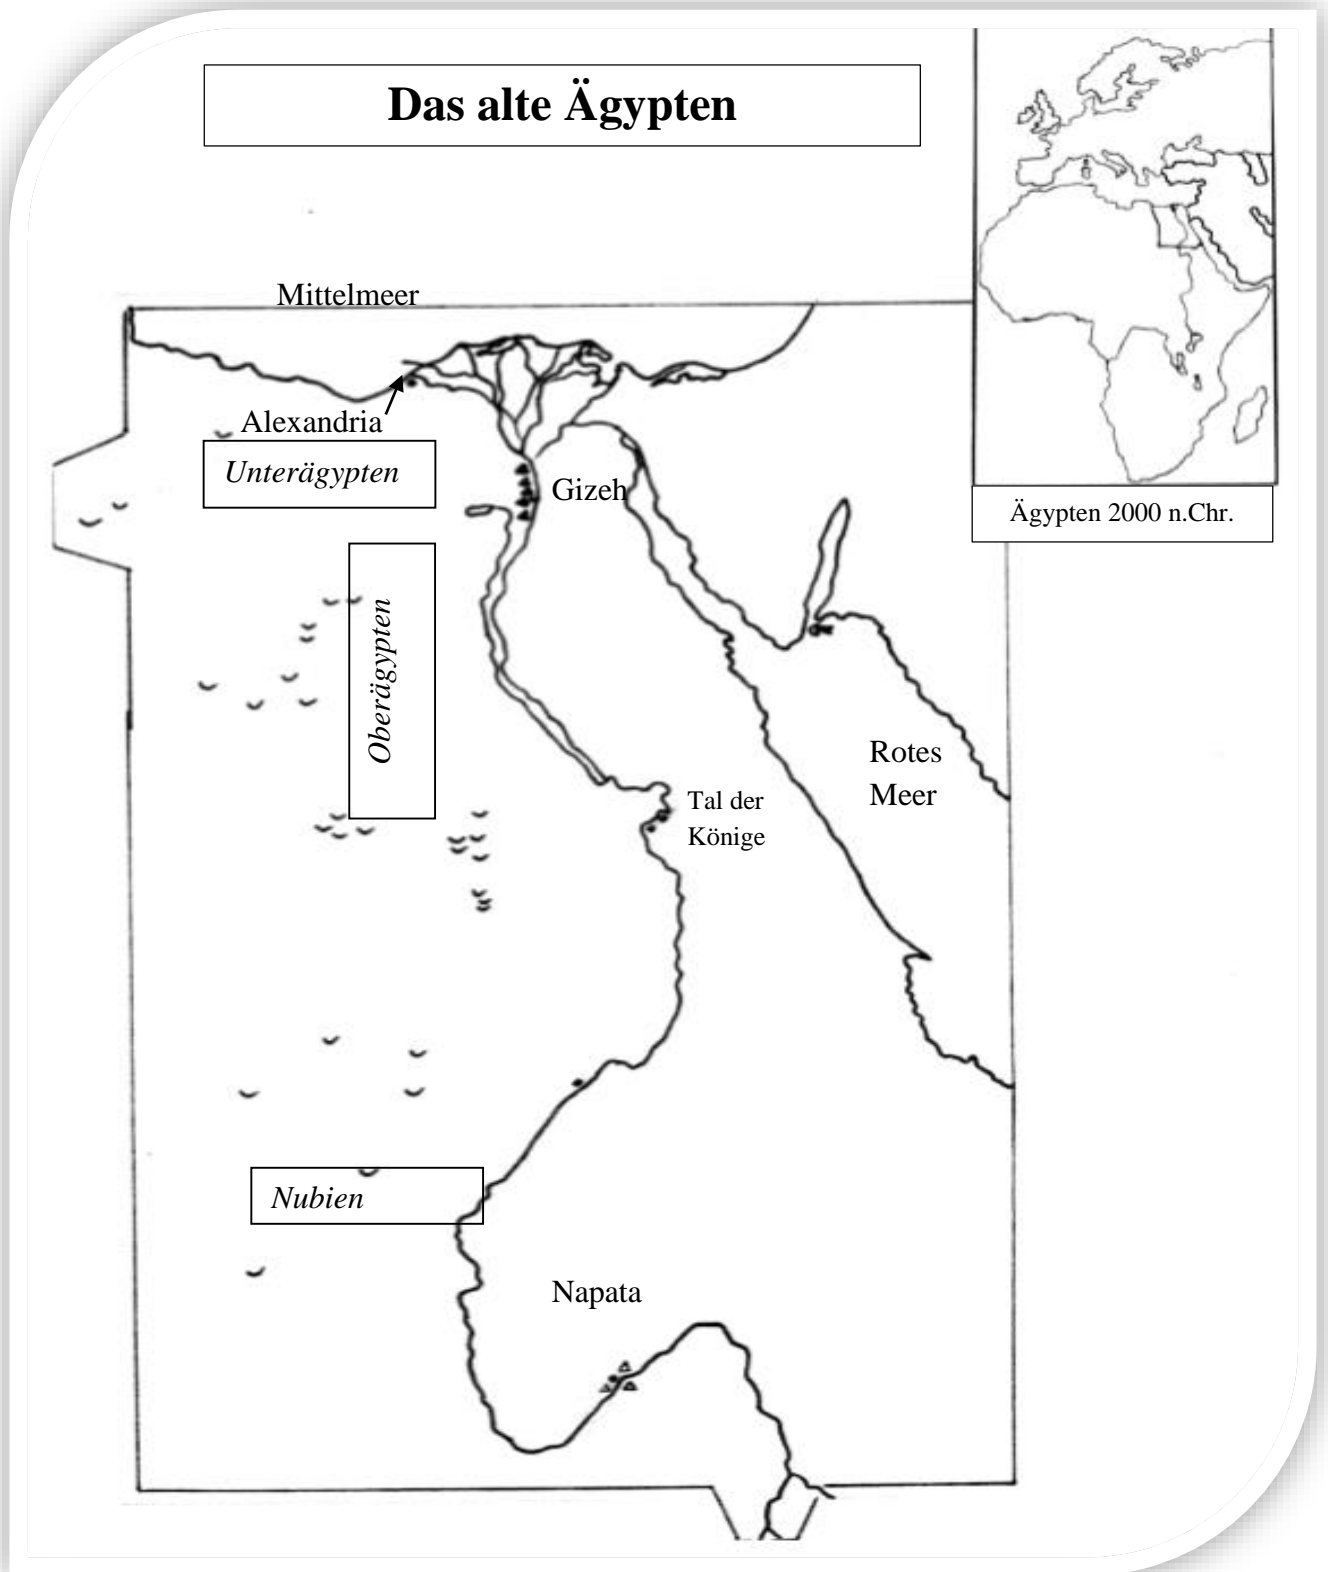 Das alte Ägypten
Mittelmeer
Alexandria
Unterägypten
Gizeh
Ägypten 2000 n.Chr.
Oberägypten
Rotes
Meer
Tal der
Könige
Nubien
Napata